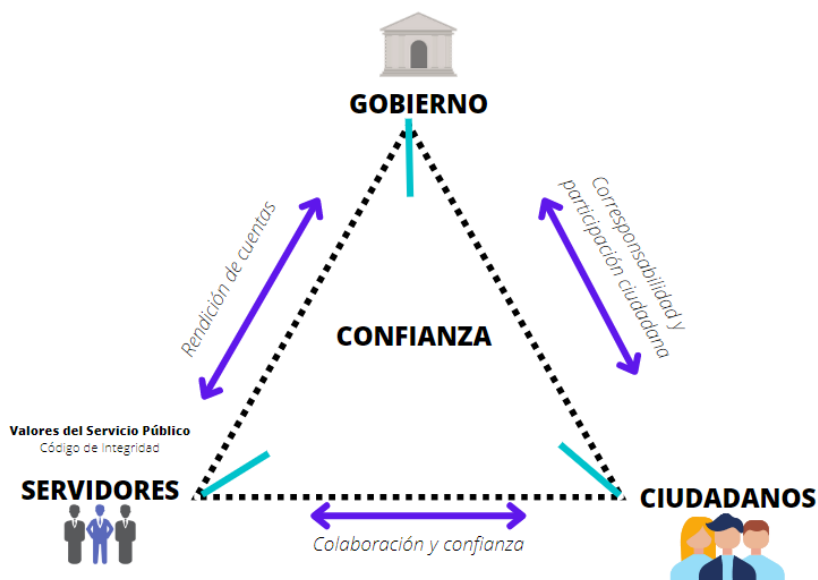 GOBIERNO
Rendición de cuentas
Corresponsabilidad y
participación ciudadana
CONFIANZA
Valores del Servicio Público
Código de Integridad
SERVIDORES
CIUDADANOS
Colaboración y confianza